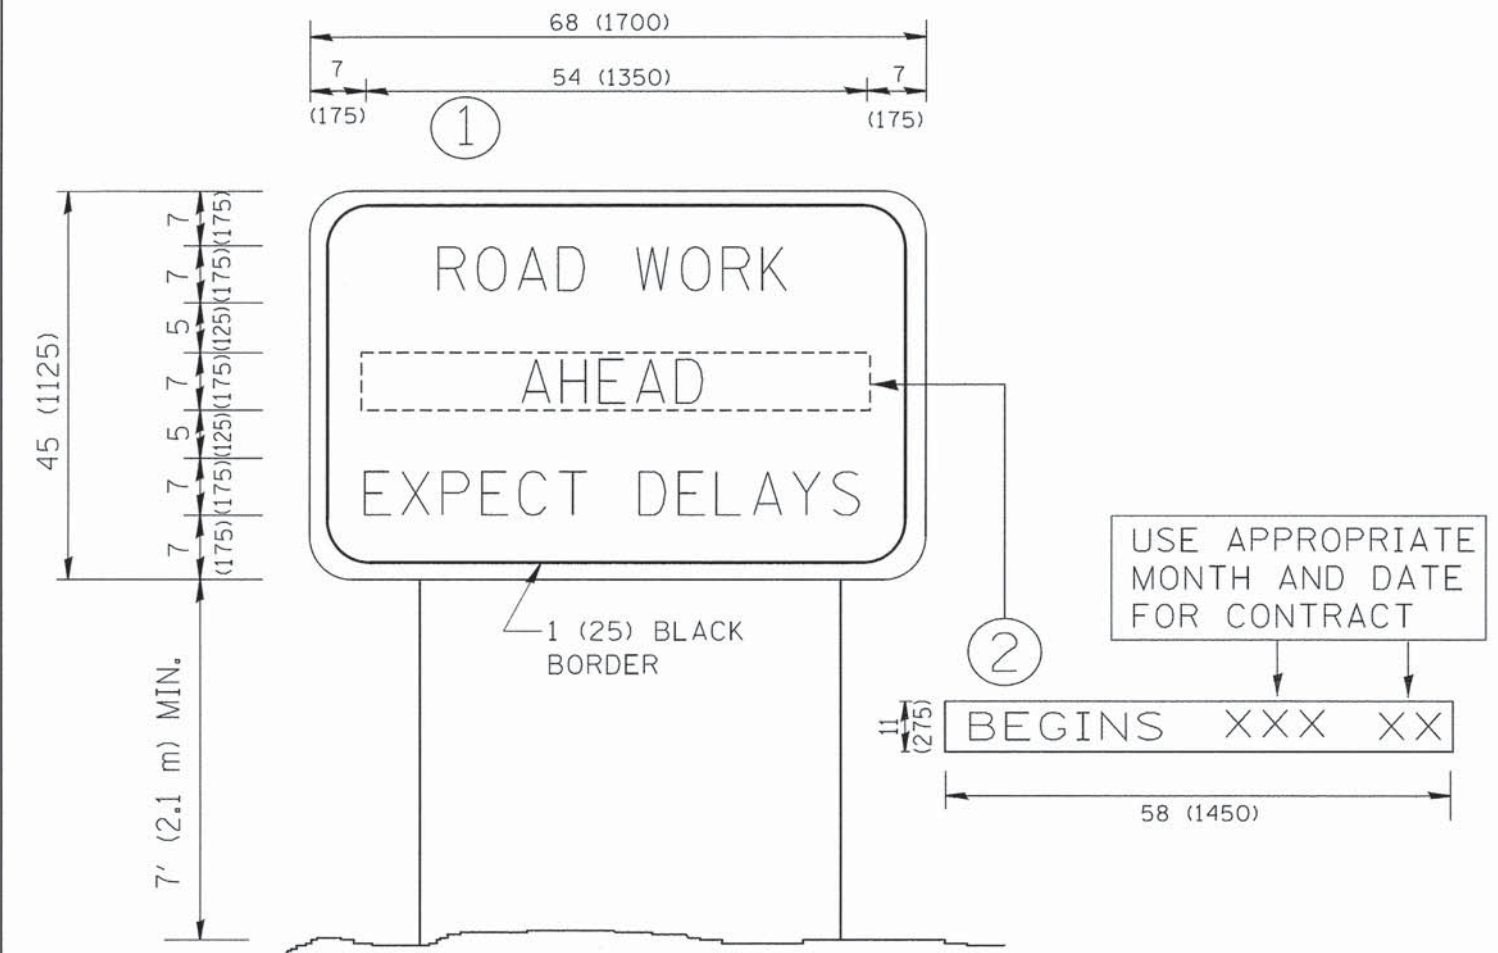 68 (1700)
7
54 (1350)
7
(175)
(175)
1
45 (1125)
7 (175)
7 (175)
5 (125)
7 (175)
5 (125)
7 (175)
7 (175)
ROAD WORK
AHEAD
EXPECT DELAYS
1 (25) BLACK
BORDER
7' (2.1 m) MIN.
2
USE APPROPRIATE
MONTH AND DATE
FOR CONTRACT
11
(275)
BEGINS XXX XX
58 (1450)